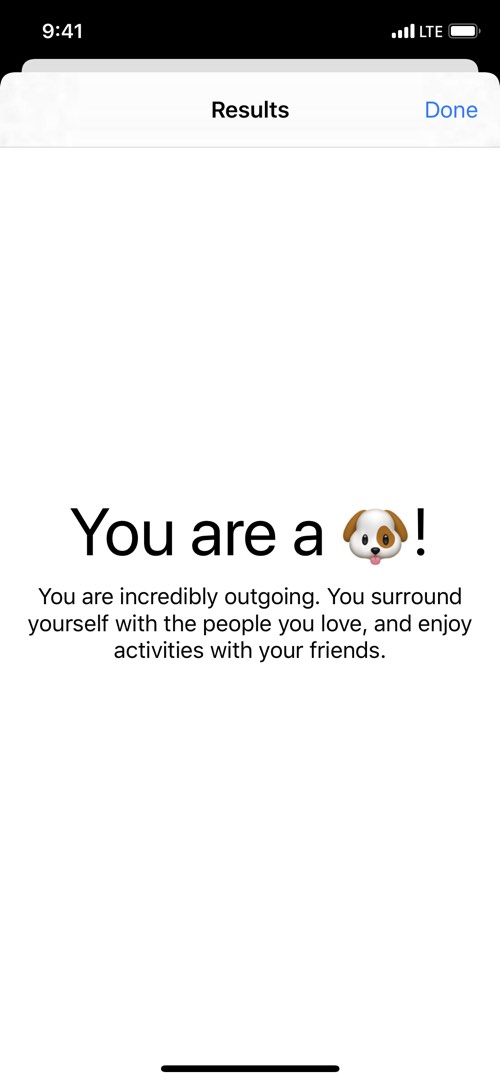 9:41 LTE
Results Done
You are a 🐶!
You are incredibly outgoing. You surround
yourself with the people you love, and enjoy
activities with your friends.